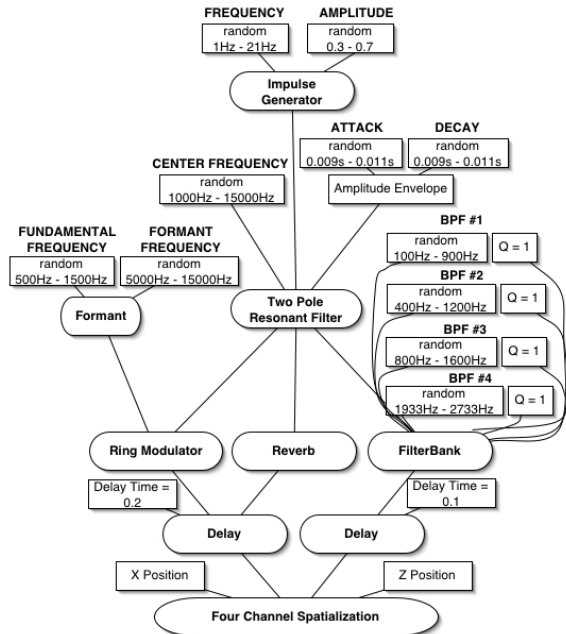 FREQUENCY
random
1Hz - 21Hz
AMPLITUDE
random
0.3 - 0.7
Impulse
Generator
ATTACK
random
0.009s - 0.011s
DECAY
random
0.009s - 0.011s
Amplitude Envelope
CENTER FREQUENCY
random
1000Hz - 15000Hz
FUNDAMENTAL
FREQUENCY
random
500Hz - 1500Hz
FORMANT
FREQUENCY
random
5000Hz - 15000Hz
Formant
Two Pole
Resonant Filter
BPF #1
random
100Hz - 900Hz
Q = 1
BPF #2
random
400Hz - 1200Hz
Q = 1
BPF #3
random
800Hz - 1600Hz
Q = 1
BPF #4
random
1933Hz - 2733Hz
Q = 1
Ring Modulator
Reverb
FilterBank
Delay Time =
0.2
Delay
Delay Time =
0.1
Delay
X Position
Z Position
Four Channel Spatialization